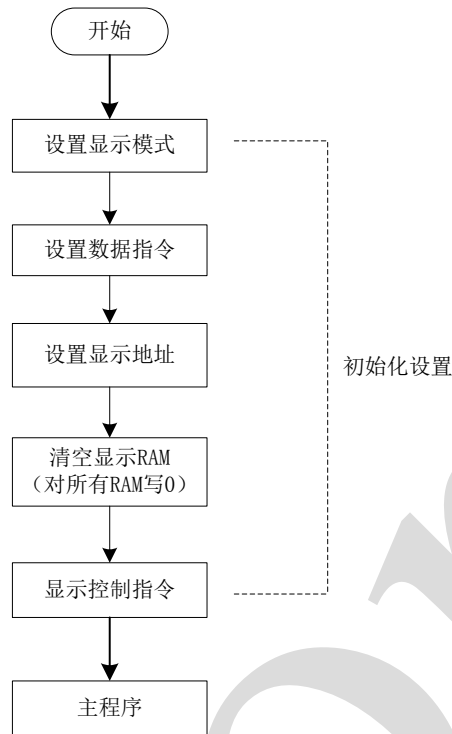 开始
设置显示模式
设置数据指令
设置显示地址
初始化设置
清空显示RAM
（对所有RAM写0）
显示控制指令
主程序